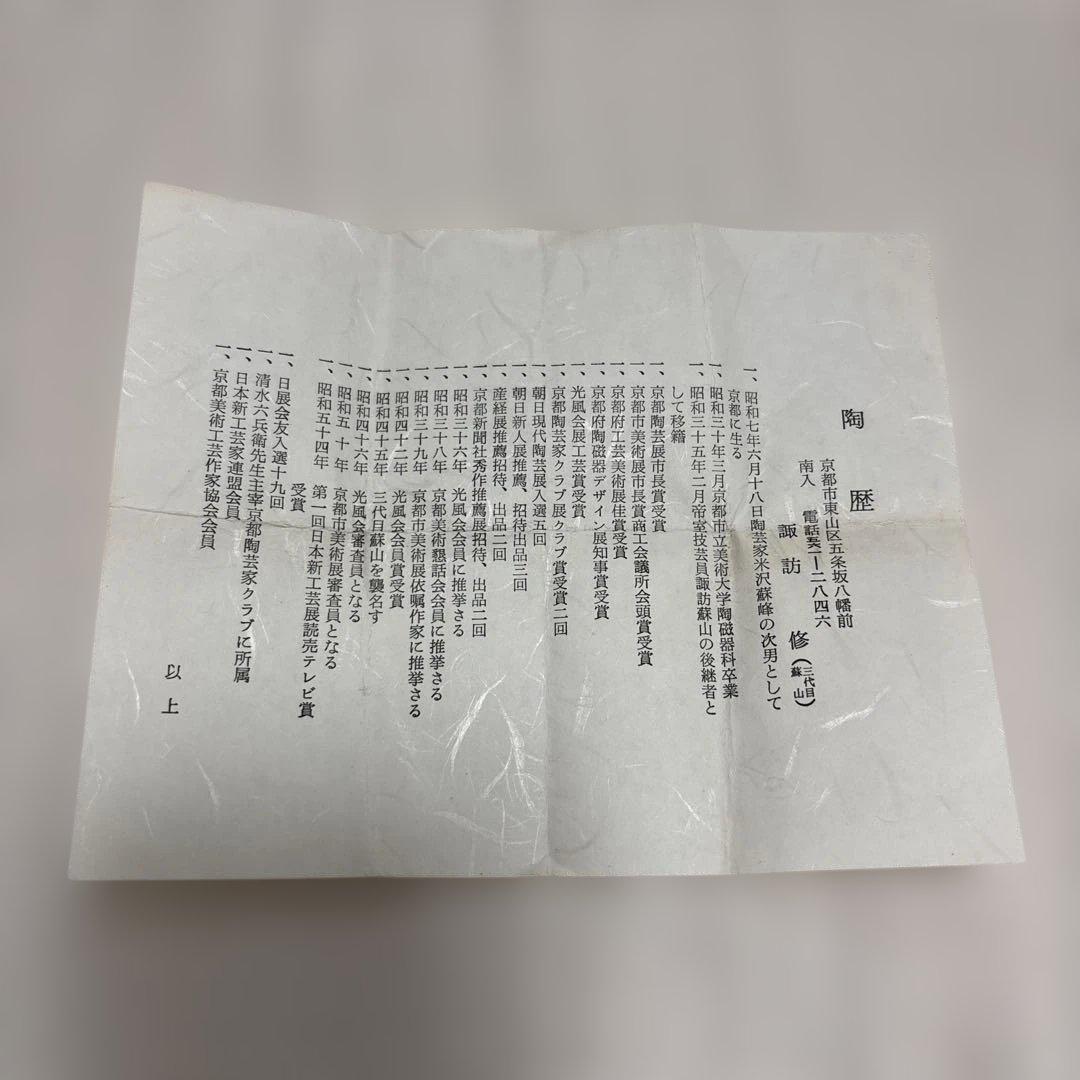 陶歴
京都市東山区五条坂八幡前
南入 電話 二八四六
諏訪 修(三代目蘇山)
一、昭和七年六月十八日陶芸家米沢蘇峰の次男として
京都に生る
一、昭和三十年三月京都市立美術大学陶磁器科卒業
一、昭和三十五年二月帝室技芸員諏訪蘇山の後継者と
して移籍
一、京都陶芸展市長賞受賞
一、京都市美術展市長賞商工会議所会頭賞受賞
一、京都府工芸美術展佳賞受賞
一、京都府陶磁器デザイン展知事賞受賞
一、光風会展工芸賞受賞
一、京都陶芸家クラブ展クラブ賞受賞二回
一、朝日現代陶芸展入選五回
一、朝日新人展推薦、招待出品三回
一、産経展推薦招待、出品二回
一、京都新聞社秀作推薦展招待、出品二回
一、昭和三十六年 光風会会員に推挙さる
一、昭和三十八年 京都美術懇話会会員に推挙さる
一、昭和三十九年 京都市美術展依嘱作家に推挙さる
一、昭和四十二年 光風会会員賞受賞
一、昭和四十五年 三代目蘇山を襲名す
一、昭和四十六年 光風会審査員となる
一、昭和五十年 京都市美術展審査員となる
一、昭和五十四年 第一回日本新工芸展読売テレビ賞
受賞
一、日展会友入選十九回
一、清水六兵衛先生主宰京都陶芸家クラブに所属
一、日本新工芸家連盟会員
一、京都美術工芸作家協会会員
以上